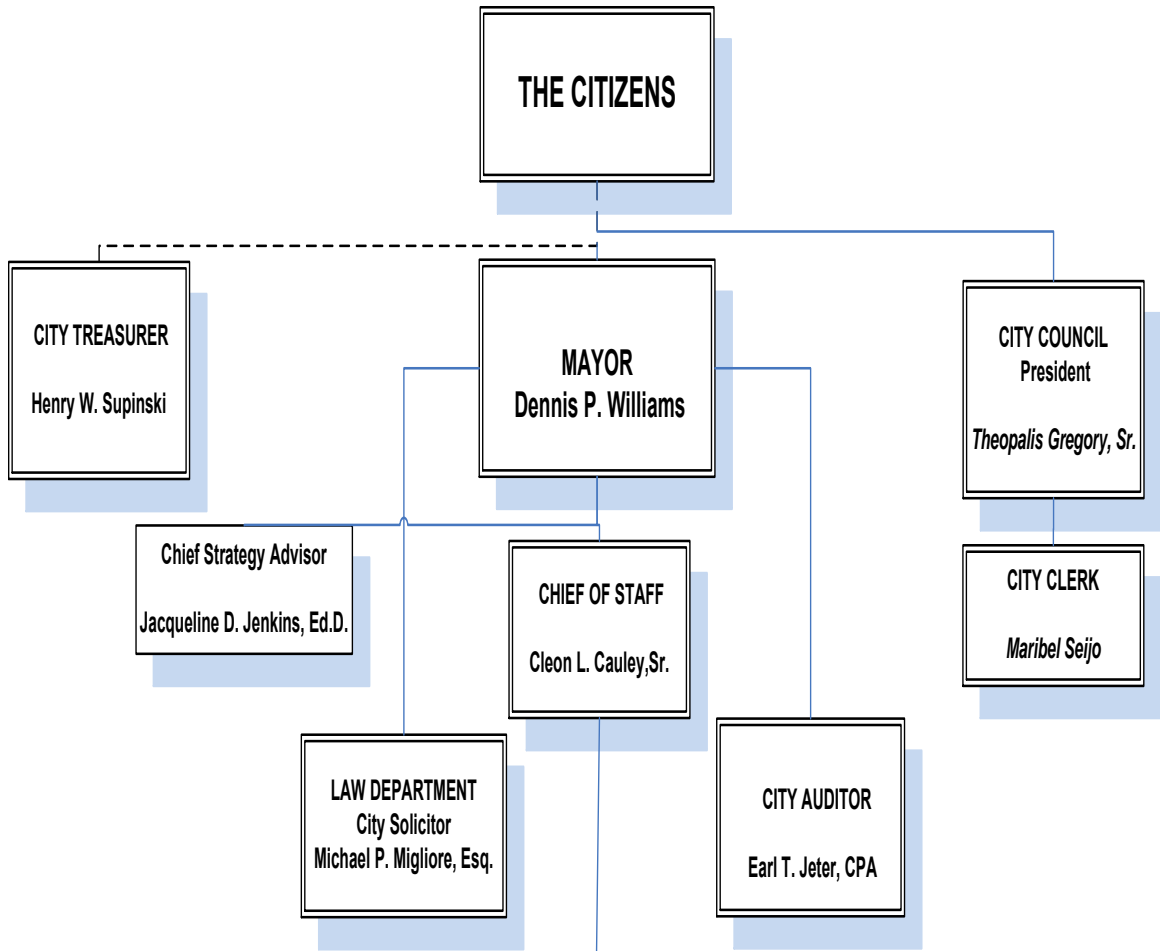 THE CITIZENS
CITY TREASURER
Henry W. Supinski
MAYOR
Dennis P. Williams
CITY COUNCIL
President
Theopalis Gregory, Sr.
Chief Strategy Advisor
Jacqueline D. Jenkins, Ed.D.
CHIEF OF STAFF
Cleon L. Cauley,Sr.
CITY CLERK
Maribel Seijo
LAW DEPARTMENT
City Solicitor
Michael P. Migliore, Esq.
CITY AUDITOR
Earl T. Jeter, CPA